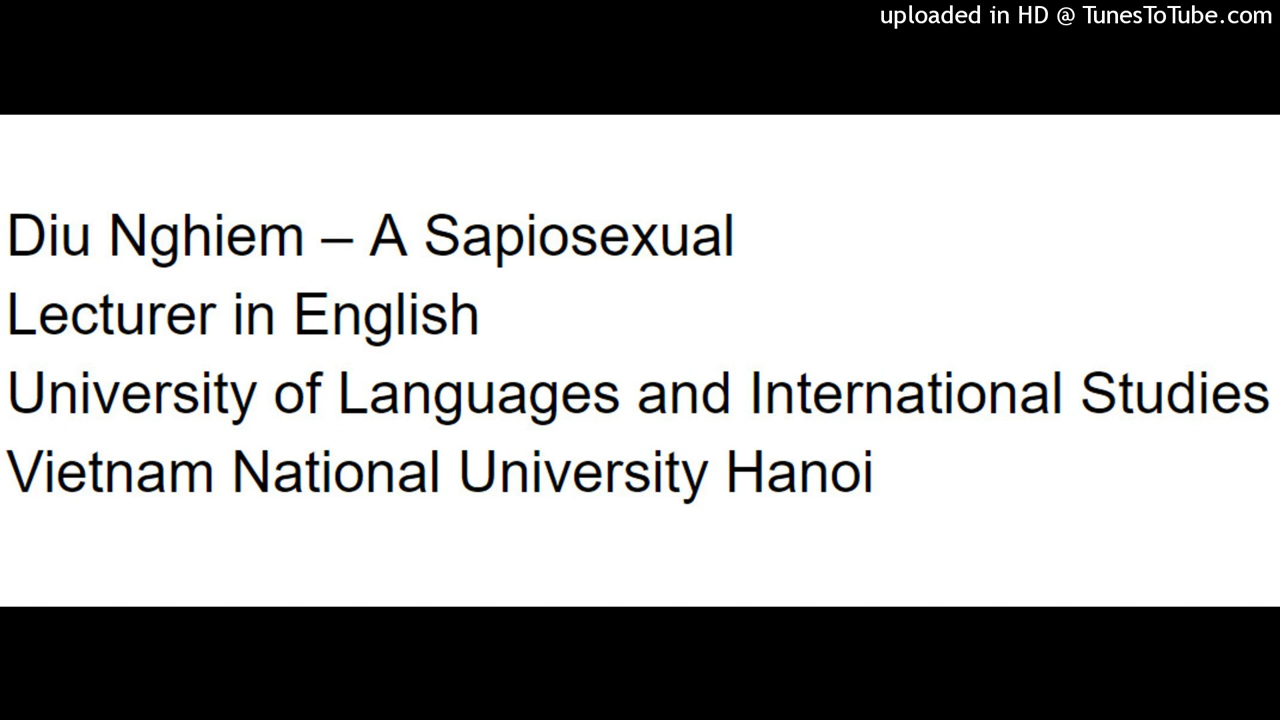 uploaded in HD @ TunesToTube.com
Diu Nghiem – A Sapiosexual
Lecturer in English
University of Languages and International Studies
Vietnam National University Hanoi